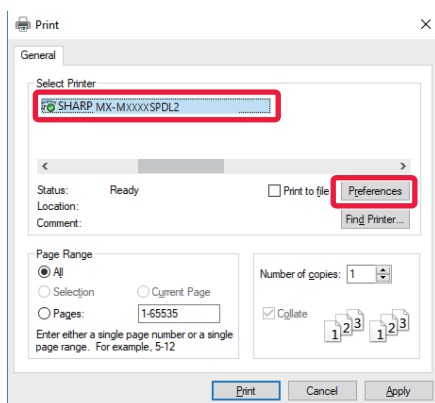 Print
General
Select Printer
SHARP MX-MXXXXSPDL2
Status: Ready
Print to file
Preferences
Location:
Comment:
Find Printer...
Page Range
All
Selection
Current Page
Pages:
1-65535
Enter either a single page number or a single
page range. For example, 5-12
Number of copies: 1
Collate
1 2 3
1 2 3
Print
Cancel
Apply